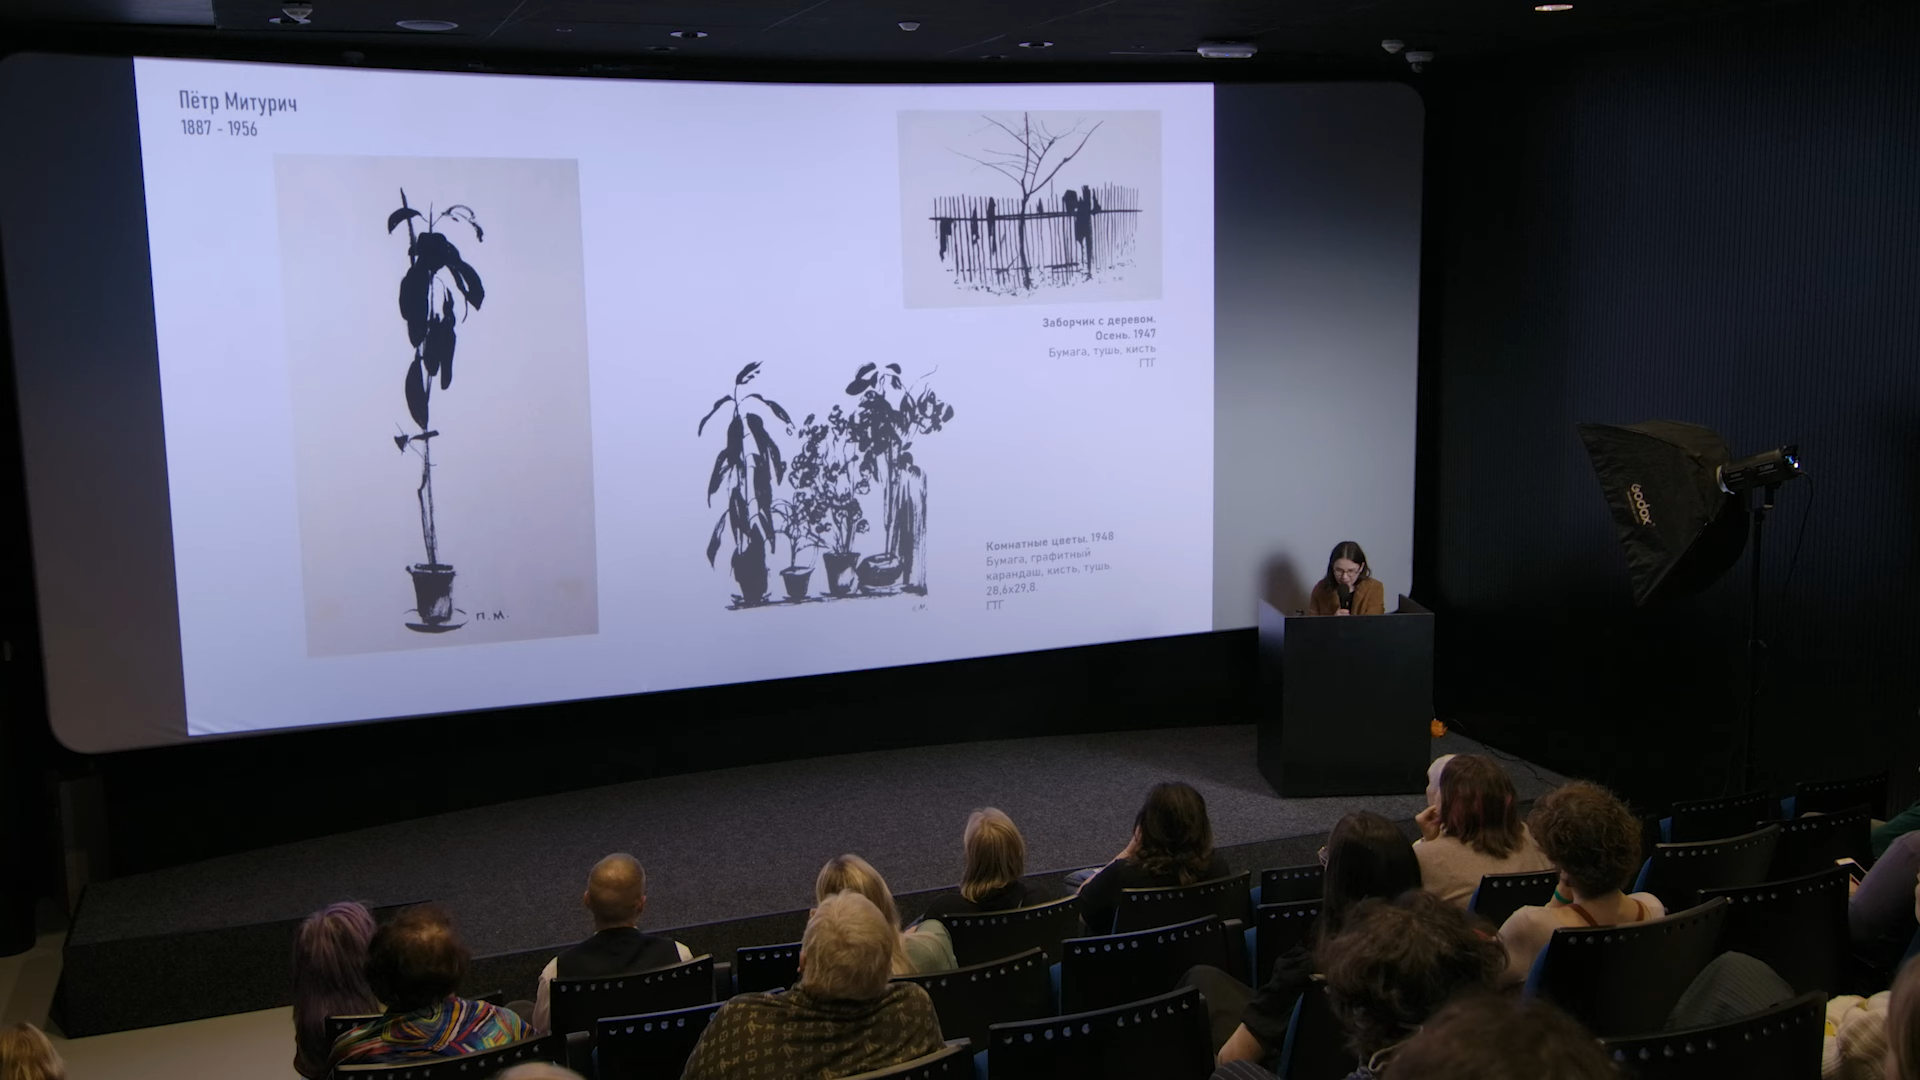 Пётр Митурич
1887 - 1956
П.М.
Заборчик с деревом.
Осень. 1947
Бумага, тушь, кисть
ГТГ
Комнатные цветы. 1948
Бумага, графитный
карандаш, кисть, тушь.
28,6x29,8
ГТГ
Godox